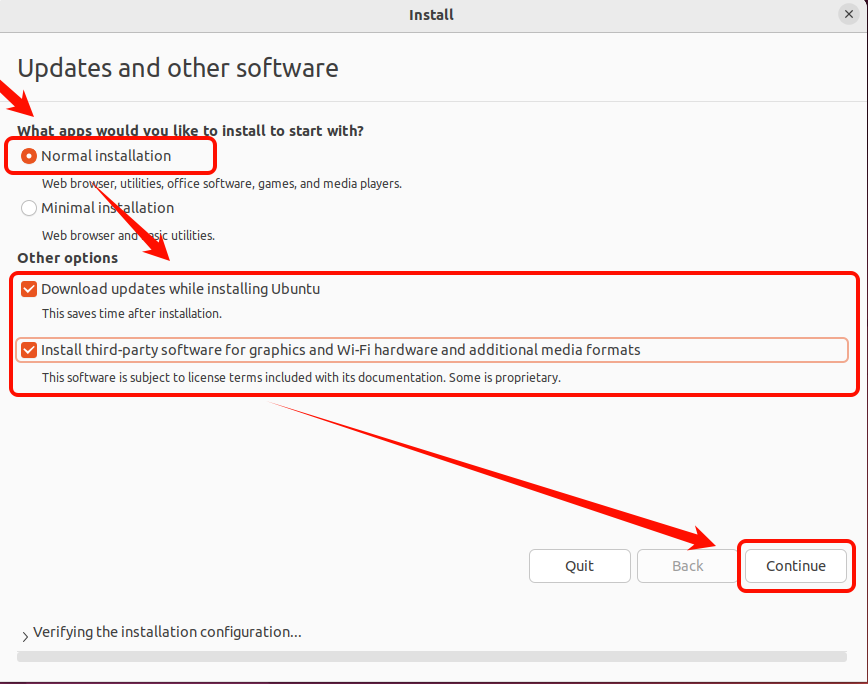 Install
Updates and other software
What apps would you like to install to start with?
Normal installation
Web browser, utilities, office software, games, and media players.
Minimal installation
Web browser and basic utilities.
Other options
Download updates while installing Ubuntu
This saves time after installation.
Install third-party software for graphics and Wi-Fi hardware and additional media formats
This software is subject to license terms included with its documentation. Some is proprietary.
Quit Back Continue
Verifying the installation configuration...